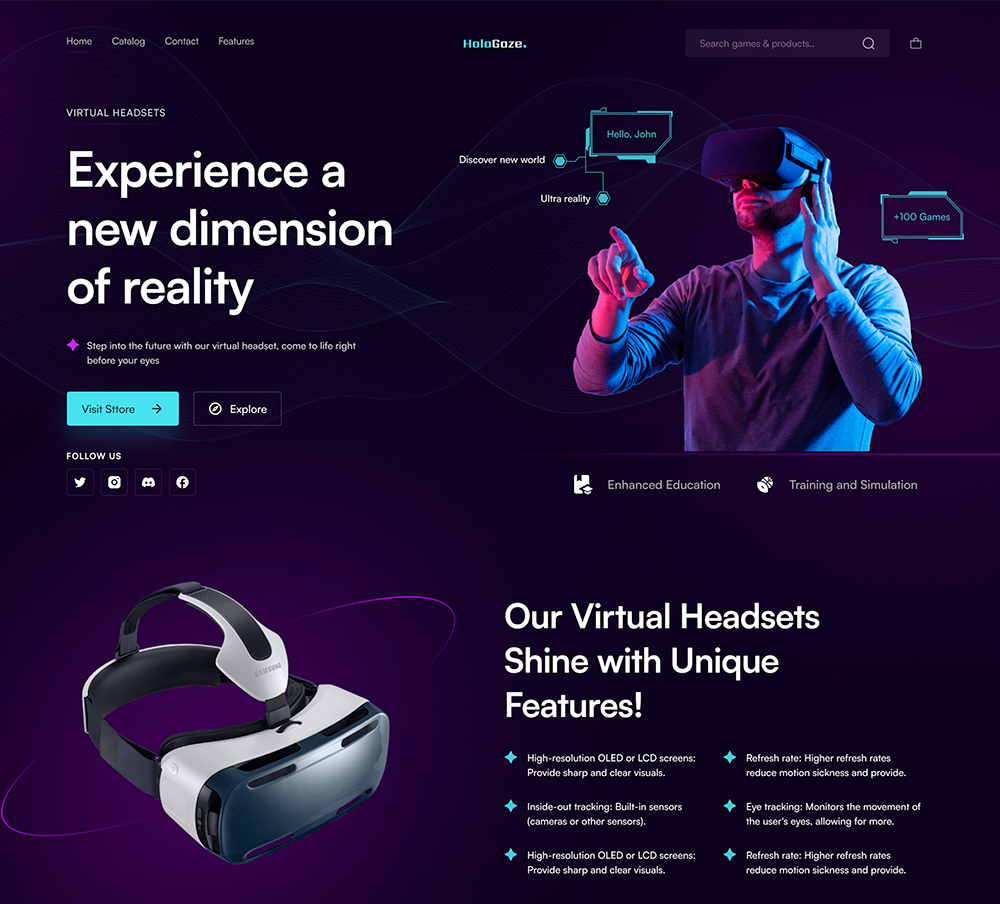 Home Catalog Contact Features
HoloGaze.
Search games & products..
VIRTUAL HEADSETS
Experience a
new dimension
of reality
Step into the future with our virtual headset, come to life right
before your eyes
Visit Sttore
Explore
FOLLOW US
Hello, John
Discover new world
Ultra reality
+100 Games
Enhanced Education
Training and Simulation
SAMSUNG
Our Virtual Headsets
Shine with Unique
Features!
High-resolution OLED or LCD screens:
Provide sharp and clear visuals.
Refresh rate: Higher refresh rates
reduce motion sickness and provide.
Inside-out tracking: Built-in sensors
(cameras or other sensors).
Eye tracking: Monitors the movement of
the user's eyes, allowing for more.
High-resolution OLED or LCD screens:
Provide sharp and clear visuals.
Refresh rate: Higher refresh rates
reduce motion sickness and provide.